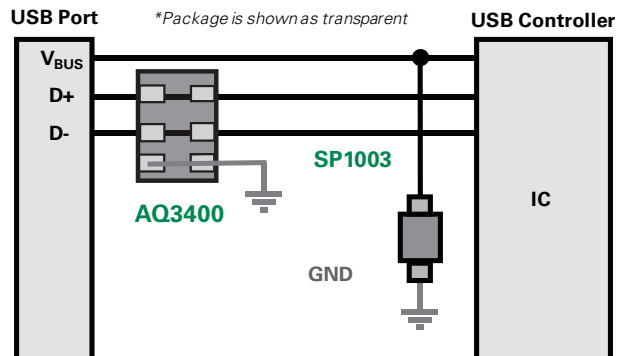 USB Port
*Package is shown as transparent
USB Controller
VBUS
D+
D-
SP1003
IC
AQ3400
GND